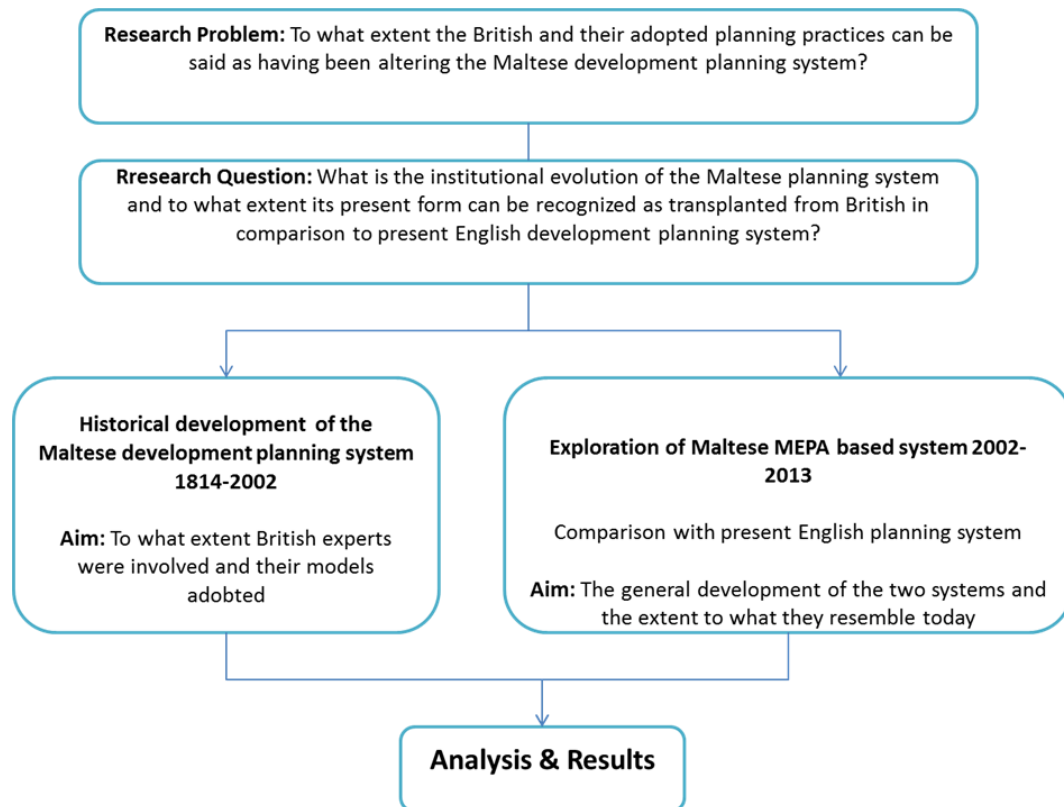 Research Problem: To what extent the British and their adopted planning practices can be
said as having been altering the Maltese development planning system?
Rresearch Question: What is the institutional evolution of the Maltese planning system
and to what extent its present form can be recognized as transplanted from British in
comparison to present English development planning system?
Historical development of the
Maltese development planning system
1814-2002
Aim: To what extent British experts
were involved and their models
adobted
Exploration of Maltese MEPA based system 2002-
2013
Comparison with present English planning system
Aim: The general development of the two systems and
the extent to what they resemble today
Analysis & Results